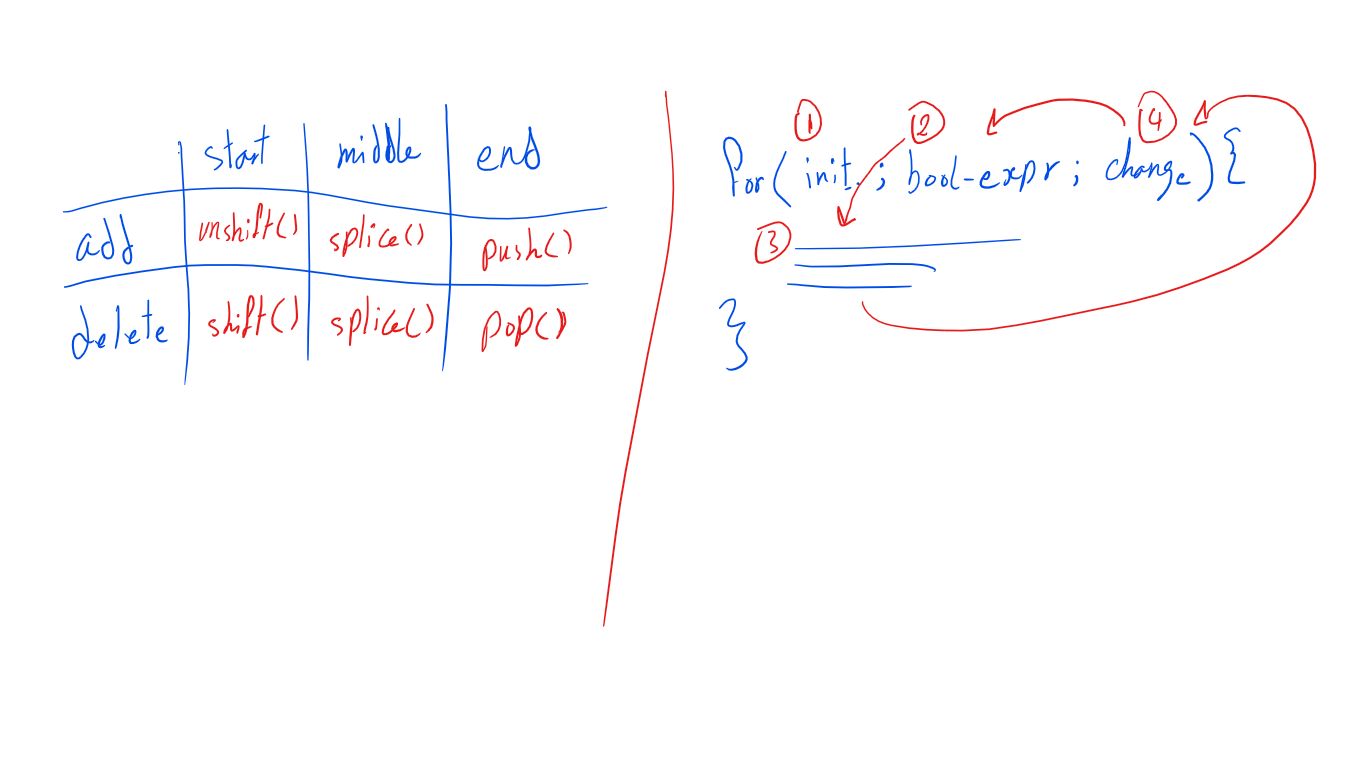 start middle end
add unshift() splice() push()
delete shift() splice() pop()
1 2 4
for( init. ; bool-expr ; change ) {
3
}